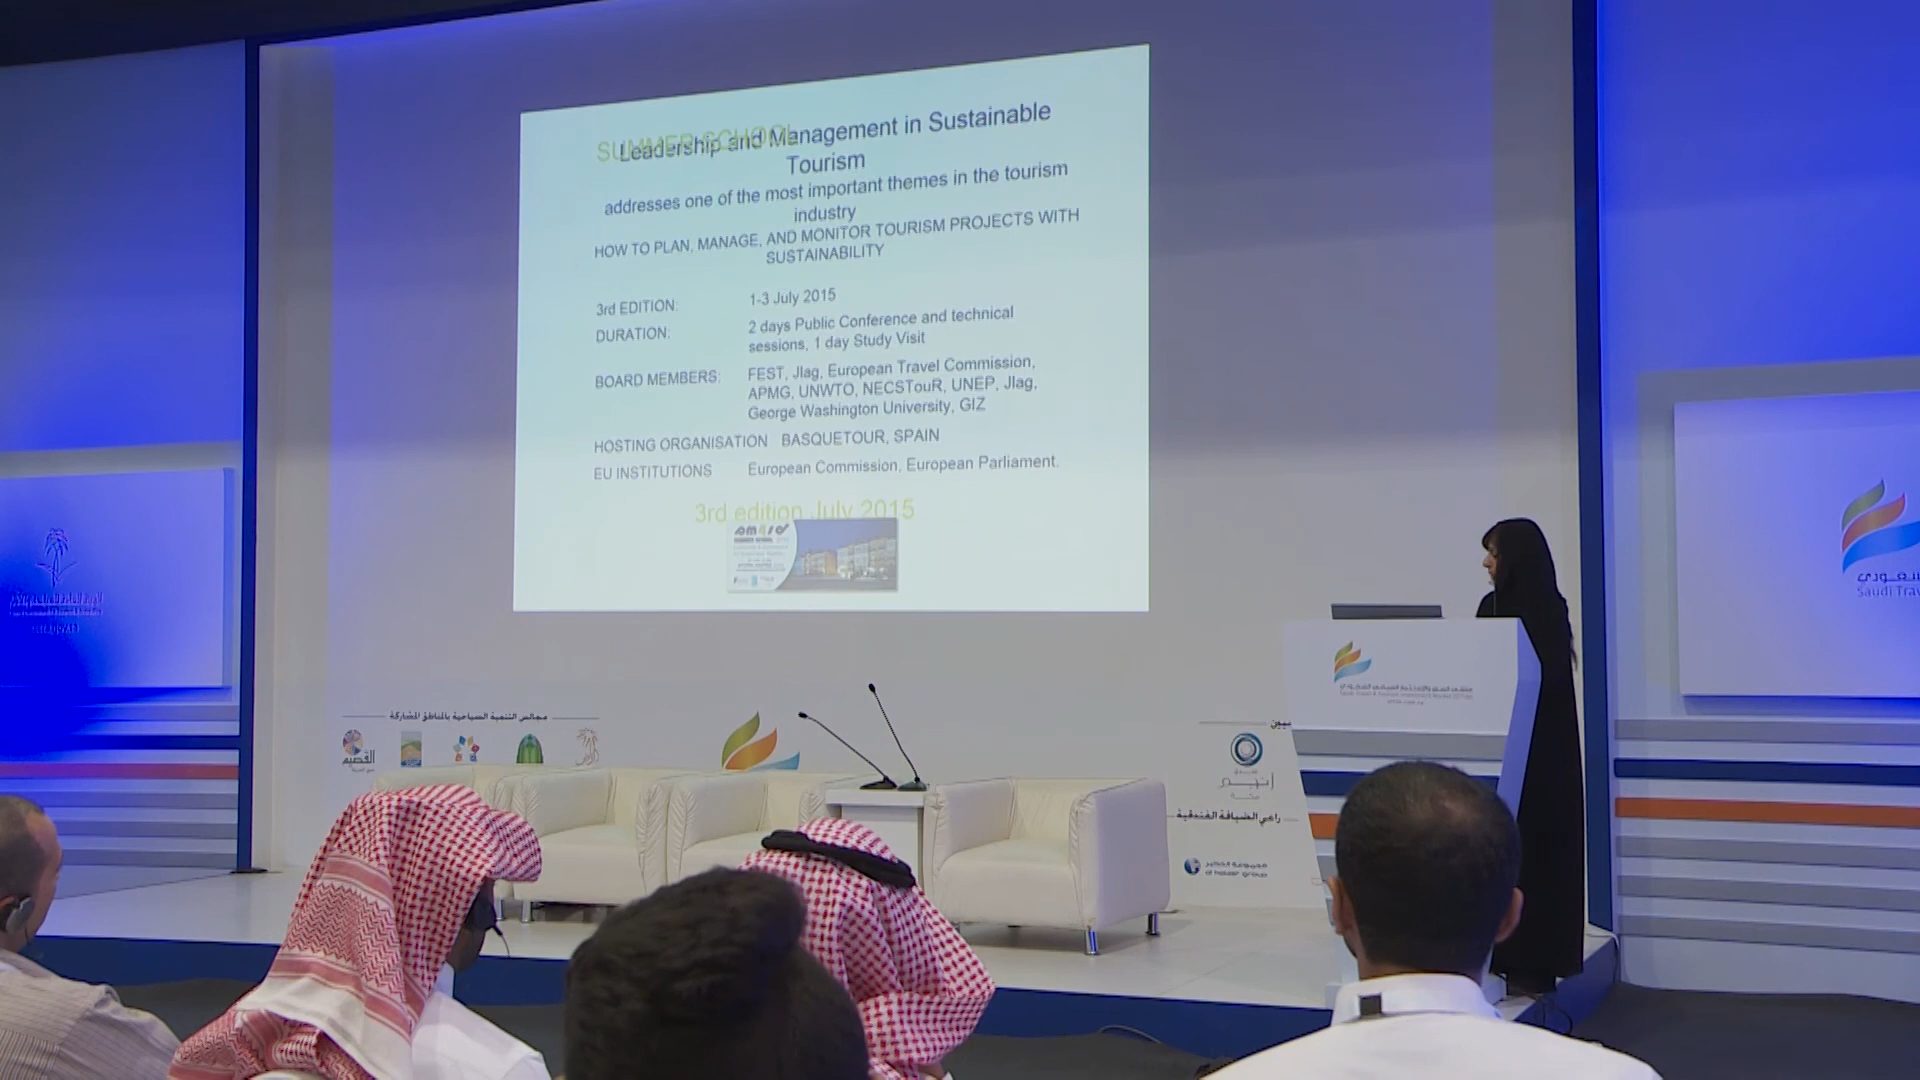 SUMMER SCHOOL
Leadership and Management in Sustainable
Tourism
addresses one of the most important themes in the tourism
industry
HOW TO PLAN, MANAGE, AND MONITOR TOURISM PROJECTS WITH
SUSTAINABILITY
3rd EDITION: 1-3 July 2015
DURATION: 2 days Public Conference and technical
sessions, 1 day Study Visit
BOARD MEMBERS: FEST, Jlag, European Travel Commission,
APMG, UNWTO, NECSTouR, UNEP, Jlag,
George Washington University, GIZ
HOSTING ORGANISATION BASQUETOUR, SPAIN
EU INSTITUTIONS European Commission, European Parliament.
3rd edition July 2015
Saudi Trav
مجالس التنمية السياحية بالمناطق المشاركة
القصيم
راعي الضيافة الفندقية